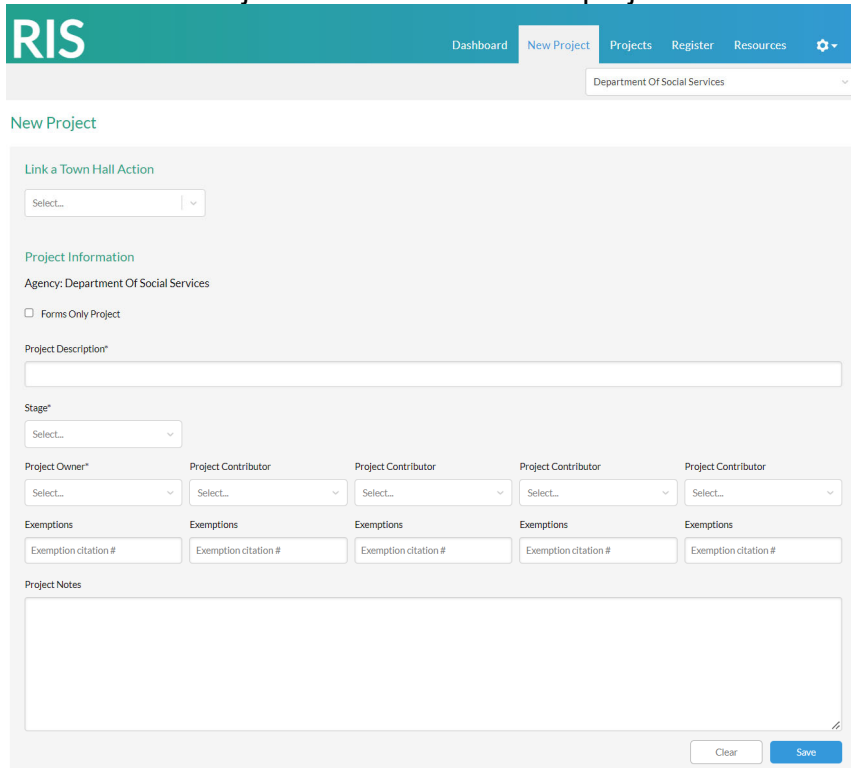 RIS
Dashboard New Project Projects Register Resources
Department Of Social Services
New Project
Link a Town Hall Action
Select...
Project Information
Agency: Department Of Social Services
Forms Only Project
Project Description*
Stage*
Select...
Project Owner* Project Contributor Project Contributor Project Contributor Project Contributor
Select... Select... Select... Select... Select...
Exemptions Exemptions Exemptions Exemptions Exemptions
Exemption citation # Exemption citation # Exemption citation # Exemption citation # Exemption citation #
Project Notes
Clear Save